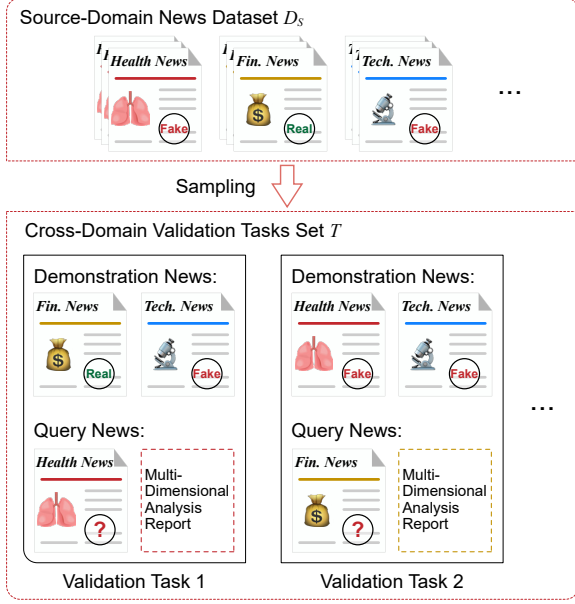 Source-Domain News Dataset D_S
Health News
Fake
Fin. News
$
Real
Tech. News
Fake
...
Sampling
Cross-Domain Validation Tasks Set T
Demonstration News:
Fin. News
$
Real
Tech. News
Fake
Query News:
Health News
?
Multi-
Dimensional
Analysis
Report
Validation Task 1
Demonstration News:
Health News
Fake
Tech. News
Fake
Query News:
Fin. News
$
?
Multi-
Dimensional
Analysis
Report
Validation Task 2
...